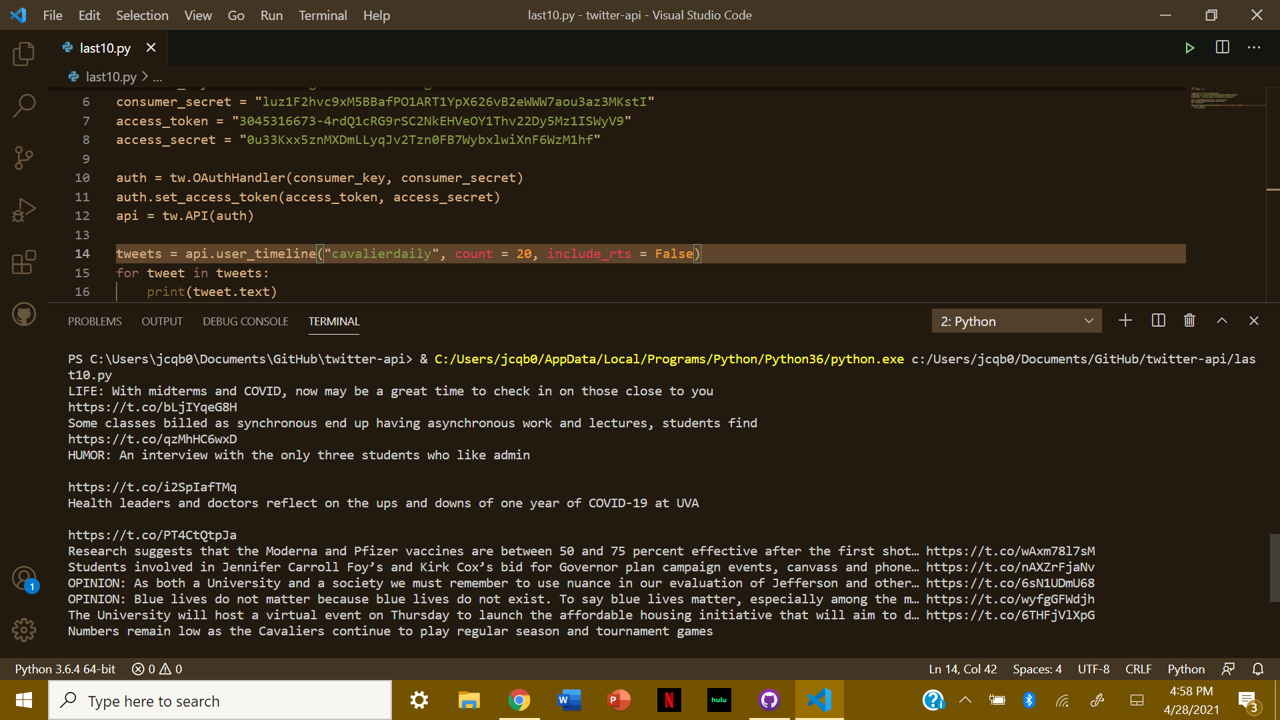 File Edit Selection View Go Run Terminal Help
last10.py - twitter-api - Visual Studio Code
last10.py
last10.py > ...
6 consumer_secret = "luz1F2hvc9xM5BBafPO1ART1YpX626vB2eWWW7aou3az3MKstI"
7 access_token = "3045316673-4rdQ1cRG9rSC2NkEHVeOY1Thv22Dy5Mz1ISWyV9"
8 access_secret = "0u33Kxx5znMXDmLLyqJv2Tzn0FB7WybxlwiXnF6WzM1hf"
9
10 auth = tw.OAuthHandler(consumer_key, consumer_secret)
11 auth.set_access_token(access_token, access_secret)
12 api = tw.API(auth)
13
14 tweets = api.user_timeline("cavalierdaily", count = 20, include_rts = False)
15 for tweet in tweets:
16 print(tweet.text)
PROBLEMS OUTPUT DEBUG CONSOLE TERMINAL
2: Python
PS C:\Users\jcqb0\Documents\GitHub\twitter-api> & C:/Users/jcqb0/AppData/Local/Programs/Python/Python36/python.exe c:/Users/jcqb0/Documents/GitHub/twitter-api/las
t10.py
LIFE: With midterms and COVID, now may be a great time to check in on those close to you
https://t.co/bLjIYqeG8H
Some classes billed as synchronous end up having asynchronous work and lectures, students find
https://t.co/qzMhHC6wxD
HUMOR: An interview with the only three students who like admin
https://t.co/i2SpIafTMq
Health leaders and doctors reflect on the ups and downs of one year of COVID-19 at UVA
https://t.co/PT4CtQtpJa
Research suggests that the Moderna and Pfizer vaccines are between 50 and 75 percent effective after the first shot… https://t.co/wAxm78l7sM
Students involved in Jennifer Carroll Foy’s and Kirk Cox’s bid for Governor plan campaign events, canvass and phone… https://t.co/nAXZrFjaNv
OPINION: As both a University and a society we must remember to use nuance in our evaluation of Jefferson and other… https://t.co/6sN1UDmU68
OPINION: Blue lives do not matter because blue lives do not exist. To say blue lives matter, especially among the m… https://t.co/wyfgGFWdjh
The University will host a virtual event on Thursday to launch the affordable housing initiative that will aim to d… https://t.co/6THFjVlXpG
Numbers remain low as the Cavaliers continue to play regular season and tournament games
1
Python 3.6.4 64-bit 0 0 Ln 14, Col 42 Spaces: 4 UTF-8 CRLF Python
Type here to search
hulu
4:58 PM
4/28/2021
3